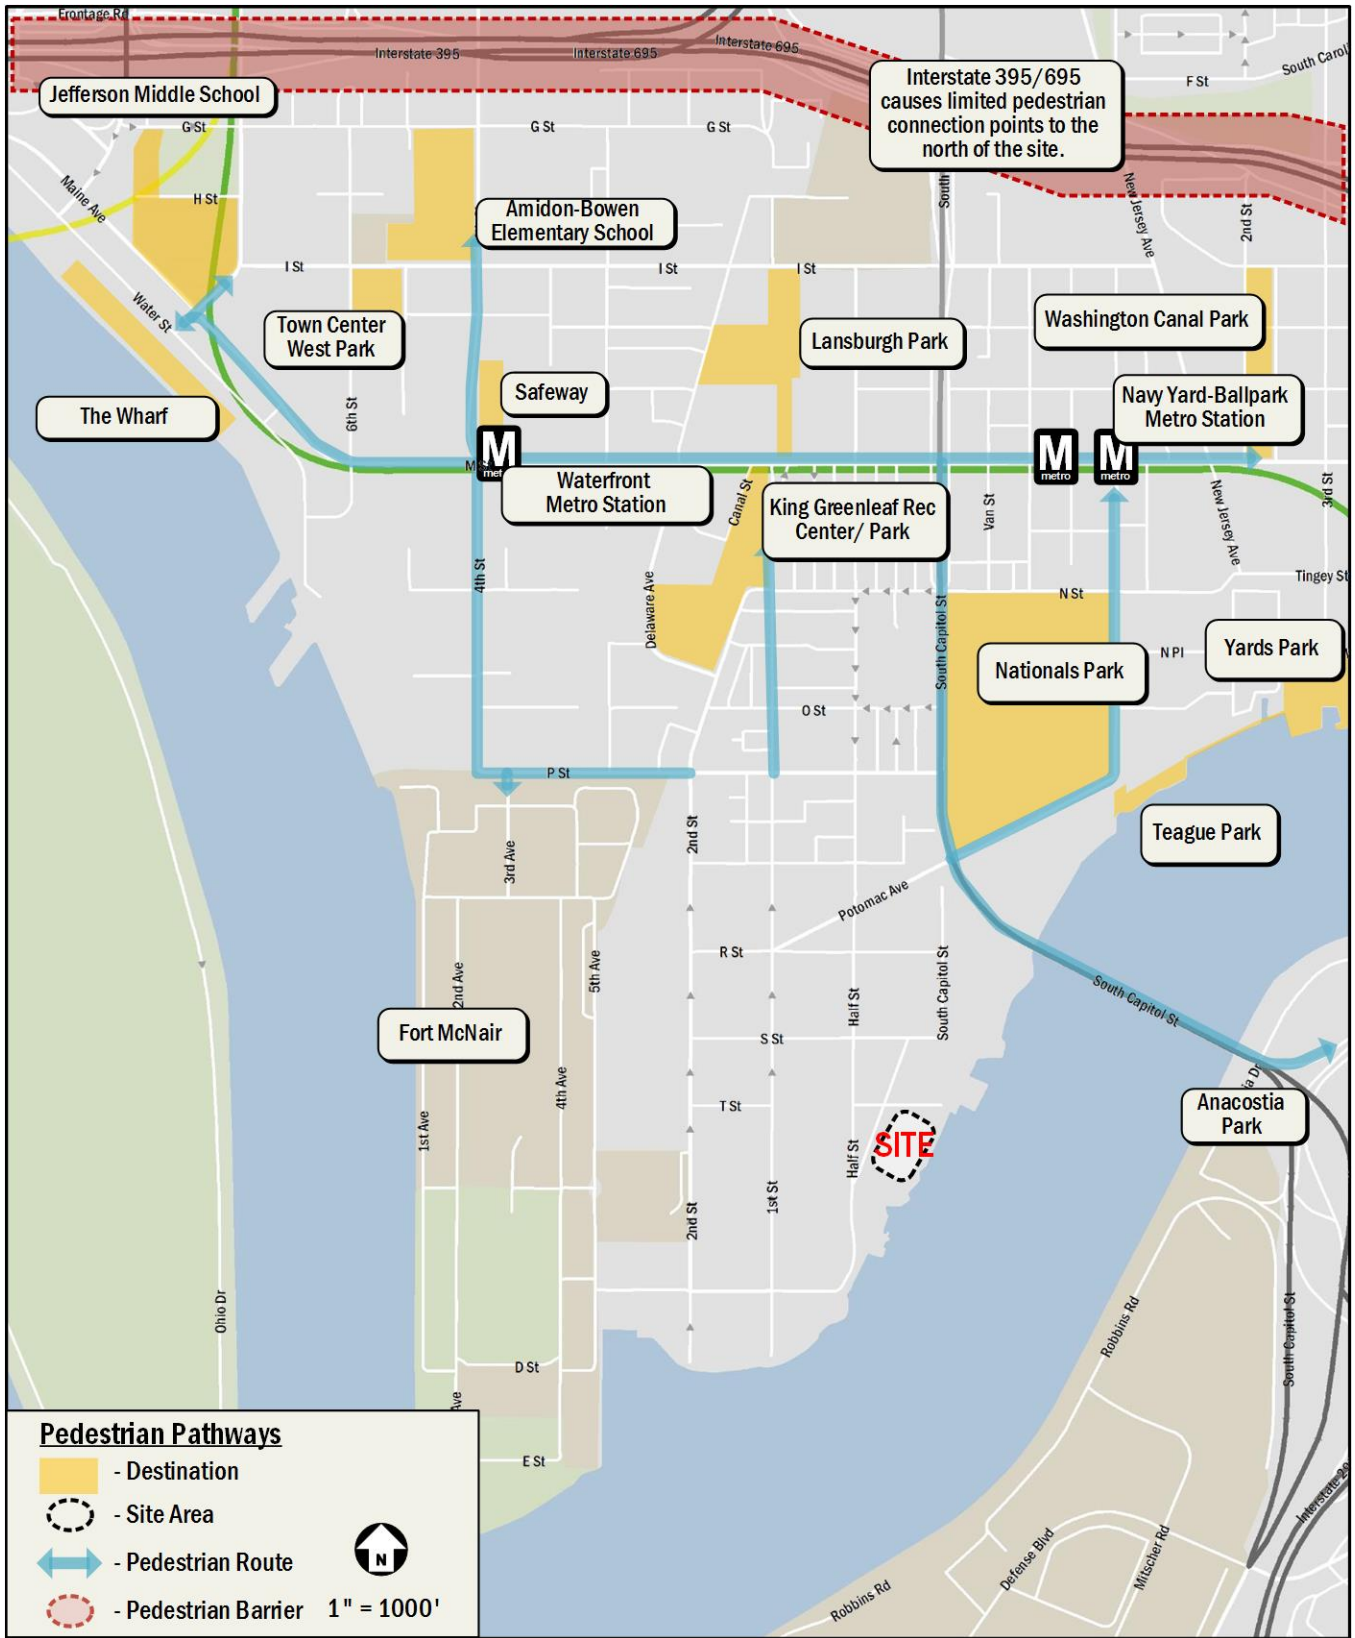 Frontage Rd
Interstate 395
Interstate 695
Interstate 695
South Carol
F St
Interstate 395/695
causes limited pedestrian
connection points to the
north of the site.
Jefferson Middle School
G St
G St
G St
Maine Ave
H St
South
New Jersey Ave
2nd St
Amidon-Bowen
Elementary School
I St
I St
I St
Water St
Town Center
West Park
Lansburgh Park
Washington Canal Park
The Wharf
6th St
Safeway
Navy Yard-Ballpark
Metro Station
M
M
metro
M
metro
Waterfront
Metro Station
Canal St
King Greenleaf Rec
Center/ Park
Van St
New Jersey Ave
3rd St
4th St
Delaware Ave
Tingey St
N St
South Capitol St
Nationals Park
N Pl
Yards Park
O St
P St
Teague Park
3rd Ave
2nd St
Potomac Ave
R St
5th Ave
2nd Ave
Half St
South Capitol St
South Capitol St
Fort McNair
S St
4th Ave
1st Ave
T St
Half St
SITE
ia Dr
Anacostia
Park
2nd St
1st St
Ohio Dr
Robbins Rd
South Capitol St
D St
Ave
E St
Interstate 29
Defense Blvd
Mitscher Rd
Robbins Rd
Pedestrian Pathways
- Destination
- Site Area
- Pedestrian Route
- Pedestrian Barrier
N
1" = 1000'